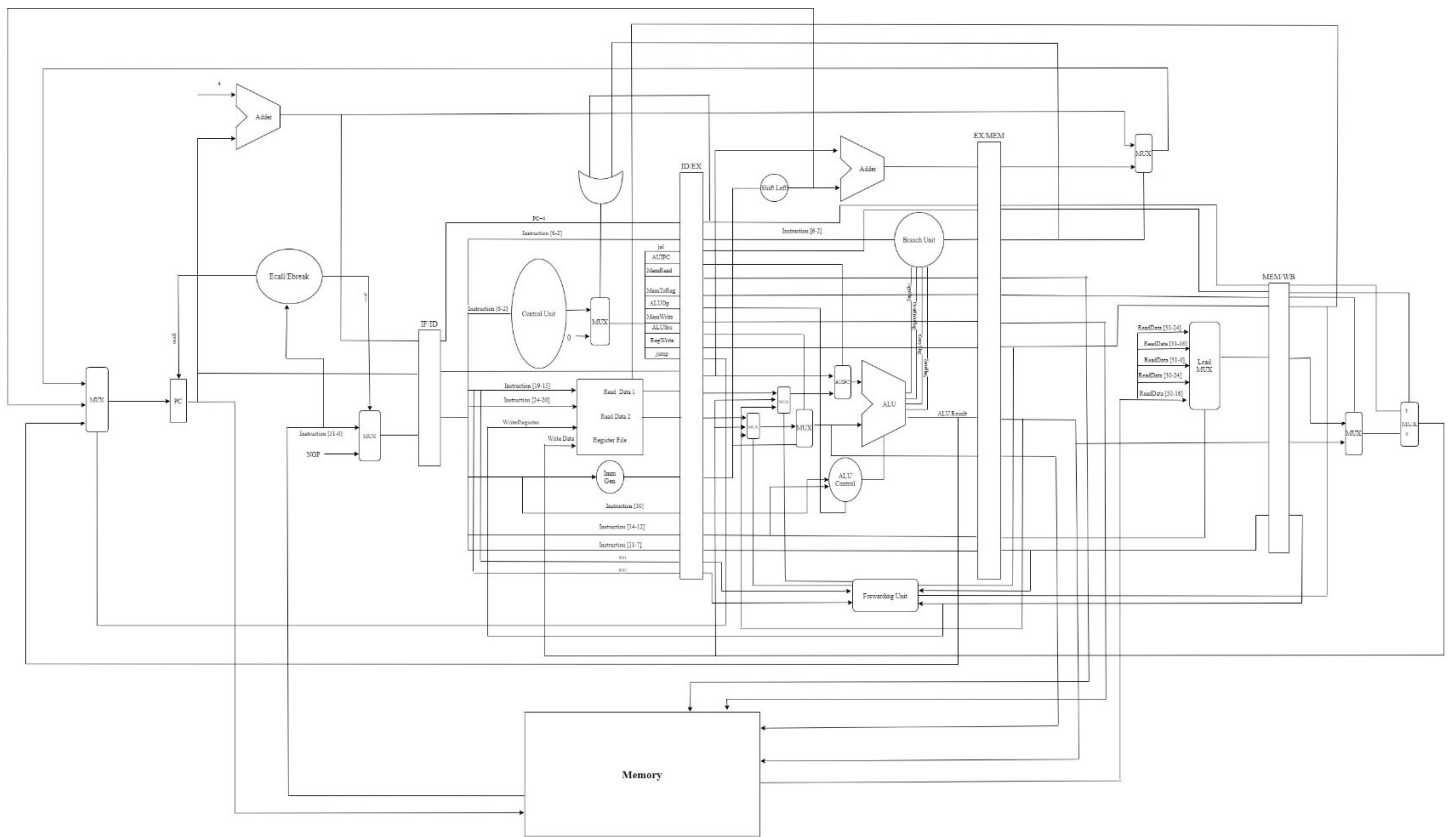 4
Adder
EX/MEM
MUX
ID/EX
Adder
Shift Left
PC+4
Instruction [6-2]
Instruction [6-2]
Branch Unit
jal
AUIPC
MemRead
MemToReg
ALUOp
MemWrite
ALUSrc
RegWrite
jump
Ecall/Ebreak
MEM/WB
Instruction [6-2]
Control Unit
MUX
0
IF/ID
ReadData [31-24]
ReadData [31-16]
ReadData [31-0]
ReadData [30-24]
ReadData [30-16]
Load
MUX
MUX
PC
Instruction [19-15]
Instruction [24-20]
WriteRegister
Write Data
Read Data 1
Read Data 2
Register File
AUIPC
ALU
MUX
MUX
MUX
ALU Result
1
MUX
0
MUX
Instruction [31-0]
NOP
MUX
Imm
Gen
ALU
Control
Instruction [30]
Instruction [14-12]
Instruction [11-7]
RS1
RS2
Forwarding Unit
Memory